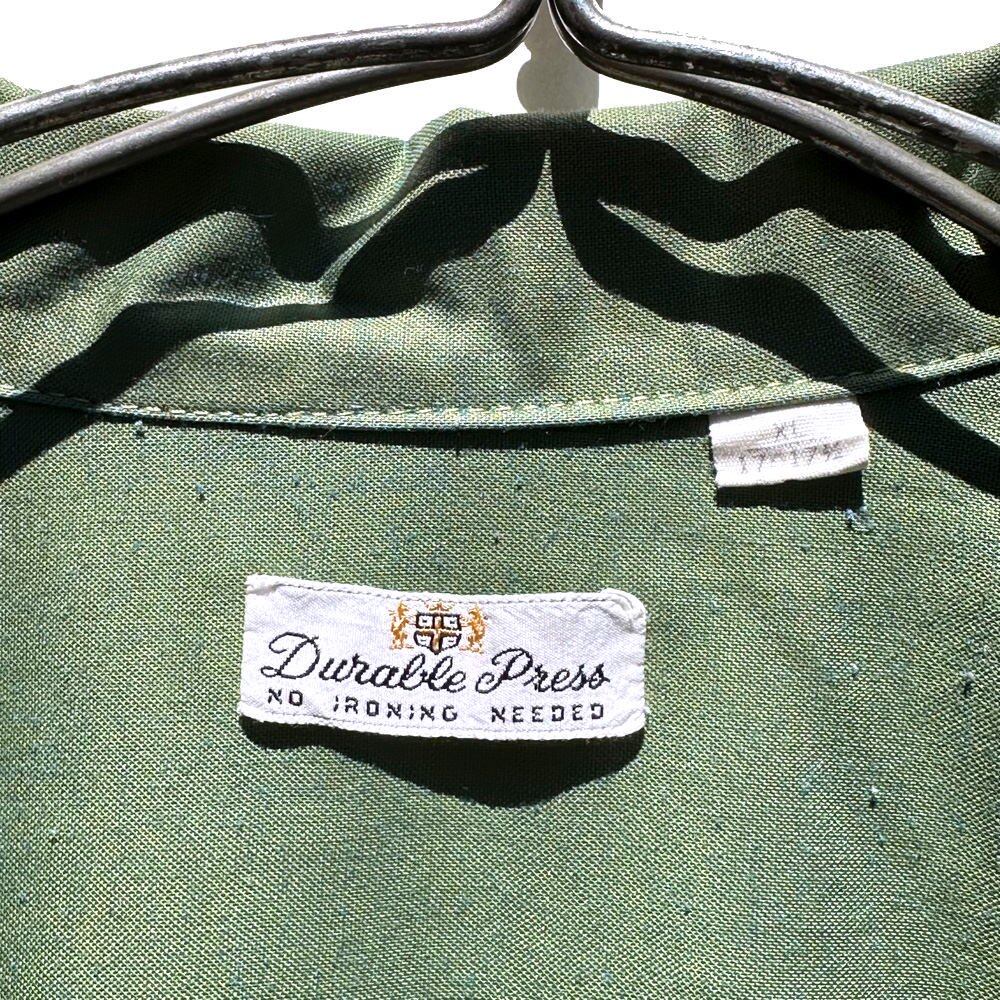 XL
17-17½
Durable Press
NO IRONING NEEDED